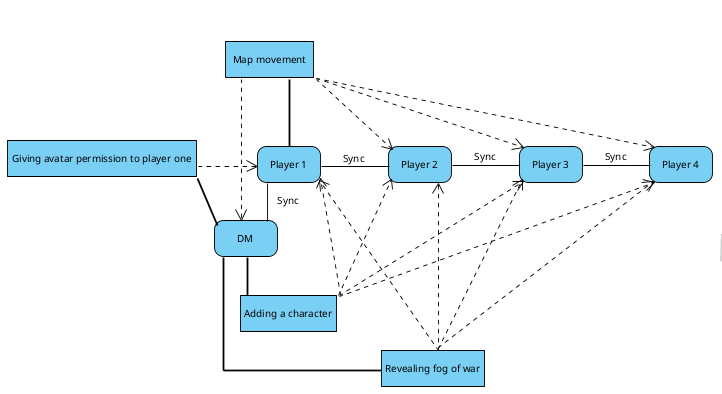 Map movement
Giving avatar permission to player one
Player 1
Sync
Player 2
Sync
Player 3
Sync
Player 4
Sync
DM
Adding a character
Revealing fog of war